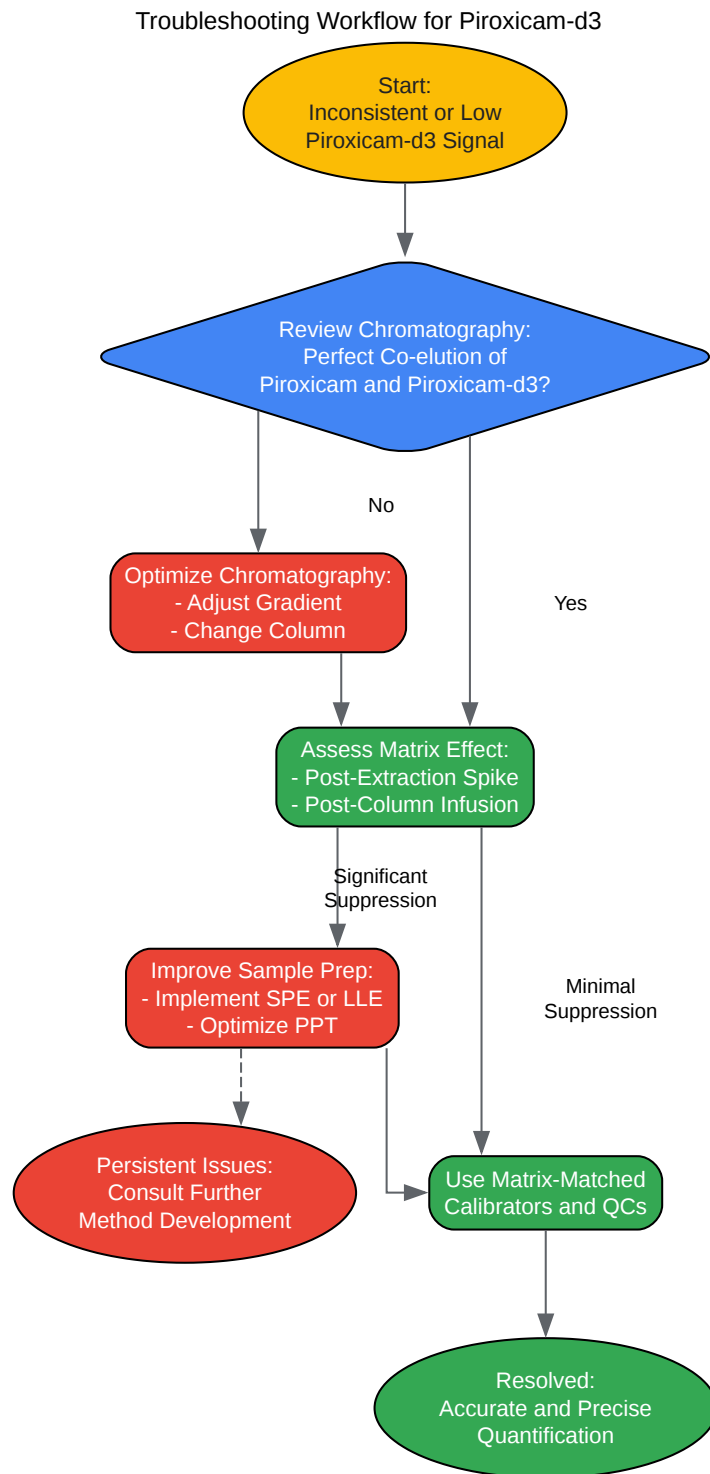 Troubleshooting Workflow for Piroxicam-d3
Start:
Inconsistent or Low
Piroxicam-d3 Signal
Review Chromatography:
Perfect Co-elution of
Piroxicam and Piroxicam-d3?
No
Optimize Chromatography:
- Adjust Gradient
- Change Column
Yes
Assess Matrix Effect:
- Post-Extraction Spike
- Post-Column Infusion
Significant
Suppression
Improve Sample Prep:
- Implement SPE or LLE
- Optimize PPT
Minimal
Suppression
Persistent Issues:
Consult Further
Method Development
Use Matrix-Matched
Calibrators and QCs
Resolved:
Accurate and Precise
Quantification